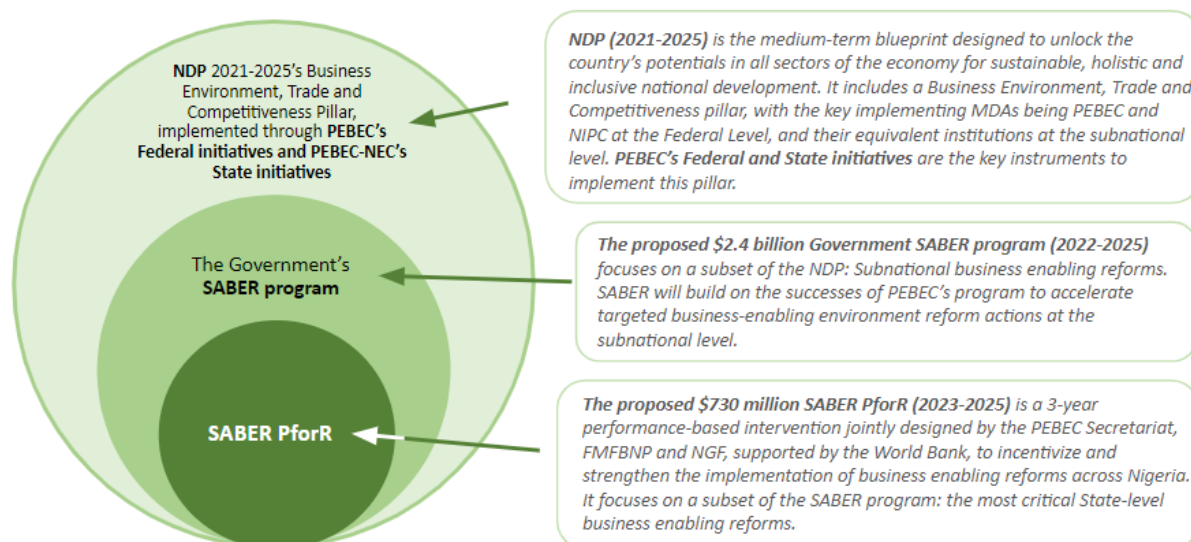 NDP 2021-2025's Business
Environment, Trade and
Competitiveness Pillar,
implemented through PEBEC's
Federal initiatives and PEBEC-NEC's
State initiatives
The Government's
SABER program
SABER PforR
NDP (2021-2025) is the medium-term blueprint designed to unlock the
country's potentials in all sectors of the economy for sustainable, holistic and
inclusive national development. It includes a Business Environment, Trade and
Competitiveness pillar, with the key implementing MDAs being PEBEC and
NIPC at the Federal Level, and their equivalent institutions at the subnational
level. PEBEC's Federal and State initiatives are the key instruments to
implement this pillar.
The proposed $2.4 billion Government SABER program (2022-2025)
focuses on a subset of the NDP: Subnational business enabling reforms.
SABER will build on the successes of PEBEC's program to accelerate
targeted business-enabling environment reform actions at the
subnational level.
The proposed $730 million SABER PforR (2023-2025) is a 3-year
performance-based intervention jointly designed by the PEBEC Secretariat,
FMFBNP and NGF, supported by the World Bank, to incentivize and
strengthen the implementation of business enabling reforms across Nigeria.
It focuses on a subset of the SABER program: the most critical State-level
business enabling reforms.